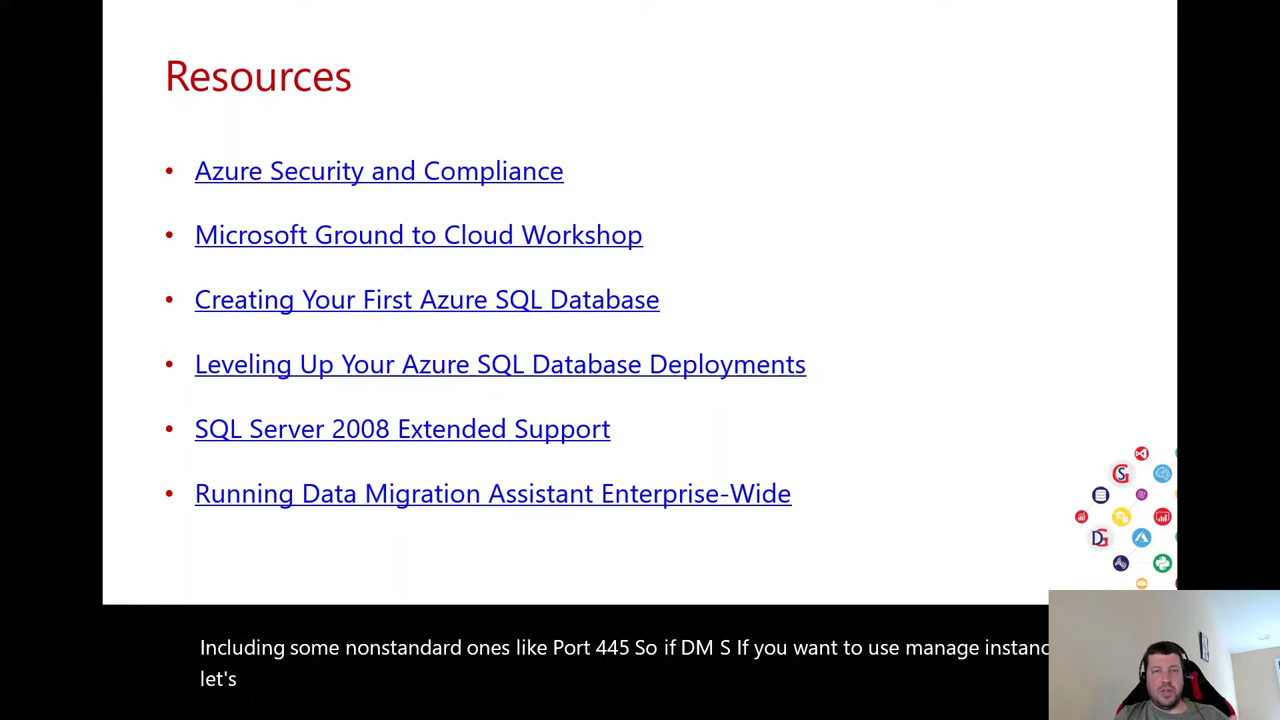 Resources
• Azure Security and Compliance
• Microsoft Ground to Cloud Workshop
• Creating Your First Azure SQL Database
• Leveling Up Your Azure SQL Database Deployments
• SQL Server 2008 Extended Support
• Running Data Migration Assistant Enterprise-Wide
GS
DG
Including some nonstandard ones like Port 445 So if DM S If you want to use manage instanc
let's